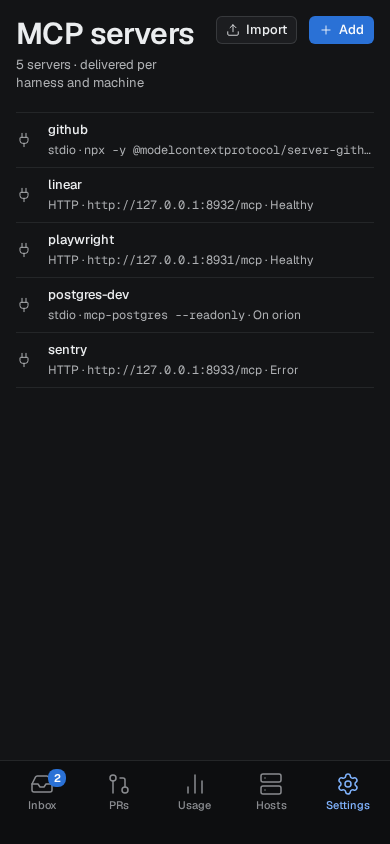 MCP servers
Import
Add
5 servers · delivered per
harness and machine
github
stdio · npx -y @modelcontextprotocol/server-gith…
linear
HTTP · http://127.0.0.1:8932/mcp · Healthy
playwright
HTTP · http://127.0.0.1:8931/mcp · Healthy
postgres-dev
stdio · mcp-postgres --readonly · On orion
sentry
HTTP · http://127.0.0.1:8933/mcp · Error
2
Inbox
PRs
Usage
Hosts
Settings